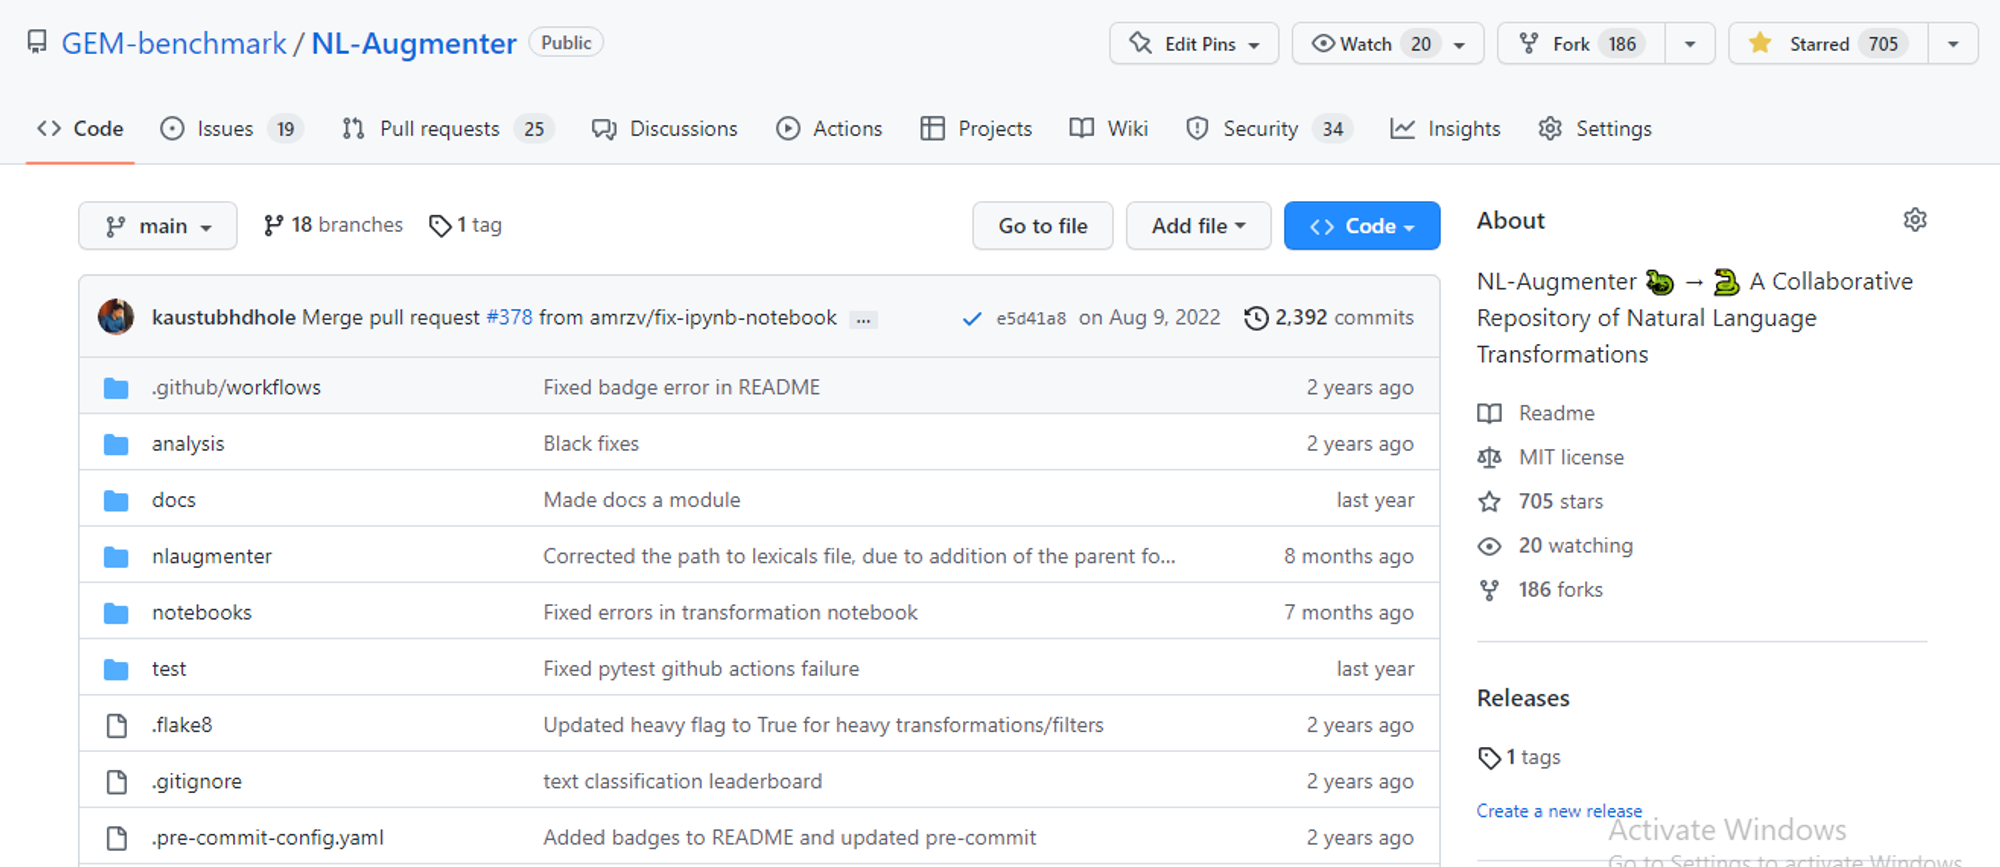 GEM-benchmark / NL-Augmenter Public
Edit Pins Watch 20 Fork 186 Starred 705
Code Issues 19 Pull requests 25 Discussions Actions Projects Wiki Security 34 Insights Settings
main 18 branches 1 tag Go to file Add file Code
kaustubhdhole Merge pull request #378 from amrzv/fix-ipynb-notebook ... e5d41a8 on Aug 9, 2022 2,392 commits
.github/workflows Fixed badge error in README 2 years ago
analysis Black fixes 2 years ago
docs Made docs a module last year
nlaugmenter Corrected the path to lexicals file, due to addition of the parent fo... 8 months ago
notebooks Fixed errors in transformation notebook 7 months ago
test Fixed pytest github actions failure last year
.flake8 Updated heavy flag to True for heavy transformations/filters 2 years ago
.gitignore text classification leaderboard 2 years ago
.pre-commit-config.yaml Added badges to README and updated pre-commit 2 years ago
About
NL-Augmenter 🦎 → 🐍 A Collaborative
Repository of Natural Language
Transformations
Readme
MIT license
705 stars
20 watching
186 forks
Releases
1 tags
Create a new release
Activate Windows
Go to Settings to activate Windows.